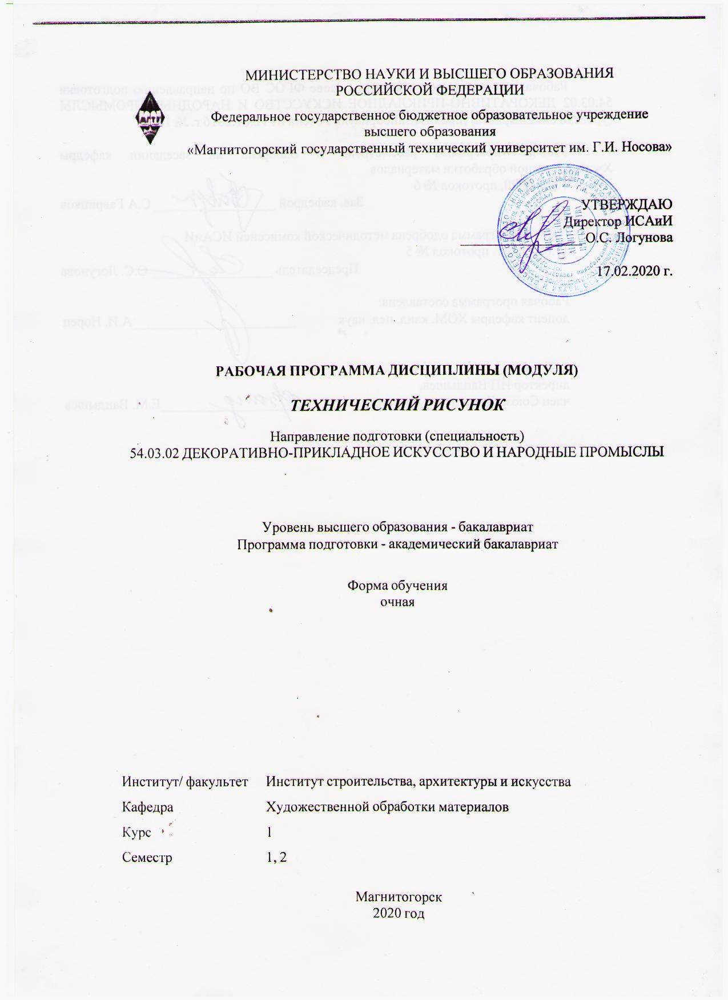 МИНИСТЕРСТВО НАУКИ И ВЫСШЕГО ОБРАЗОВАНИЯ
РОССИЙСКОЙ ФЕДЕРАЦИИ
Федеральное государственное бюджетное образовательное учреждение
высшего образования
«Магнитогорский государственный технический университет им. Г.И. Носова»
УТВЕРЖДАЮ
Директор ИСАиИ
О.С. Логунова
17.02.2020 г.
РАБОЧАЯ ПРОГРАММА ДИСЦИПЛИНЫ (МОДУЛЯ)
ТЕХНИЧЕСКИЙ РИСУНОК
Направление подготовки (специальность)
54.03.02 ДЕКОРАТИВНО-ПРИКЛАДНОЕ ИСКУССТВО И НАРОДНЫЕ ПРОМЫСЛЫ
Уровень высшего образования - бакалавриат
Программа подготовки - академический бакалавриат
Форма обучения
очная
Институт/ факультет Институт строительства, архитектуры и искусства
Кафедра Художественной обработки материалов
Курс 1
Семестр 1, 2
Магнитогорск
2020 год